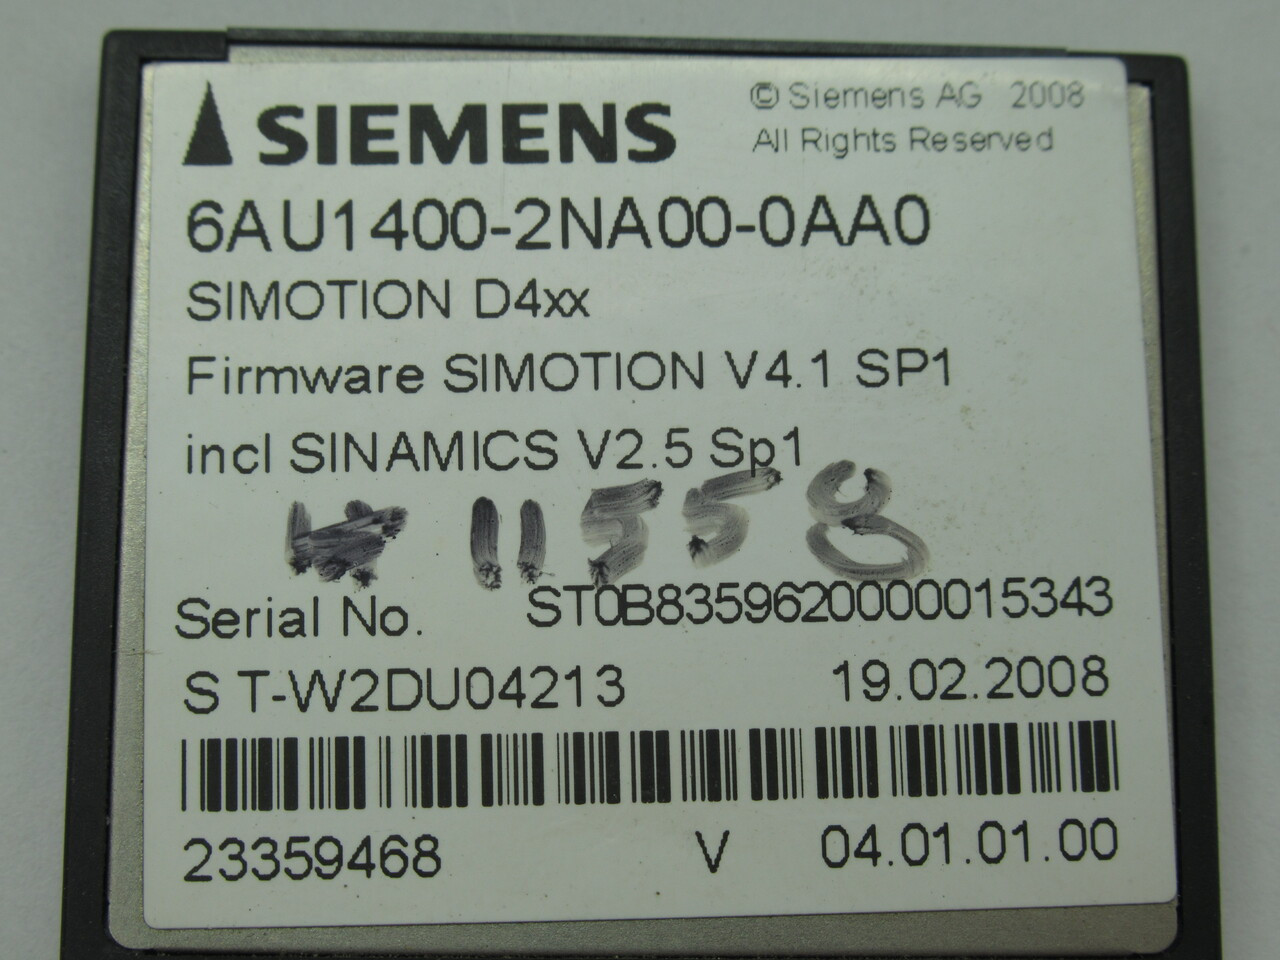 SIEMENS
© Siemens AG 2008
All Rights Reserved
6AU1400-2NA00-0AA0
SIMOTION D4xx
Firmware SIMOTION V4.1 SP1
incl SINAMICS V2.5 Sp1
11558
Serial No. ST0B8359620000015343
S T-W2DU04213 19.02.2008
23359468 V 04.01.01.00